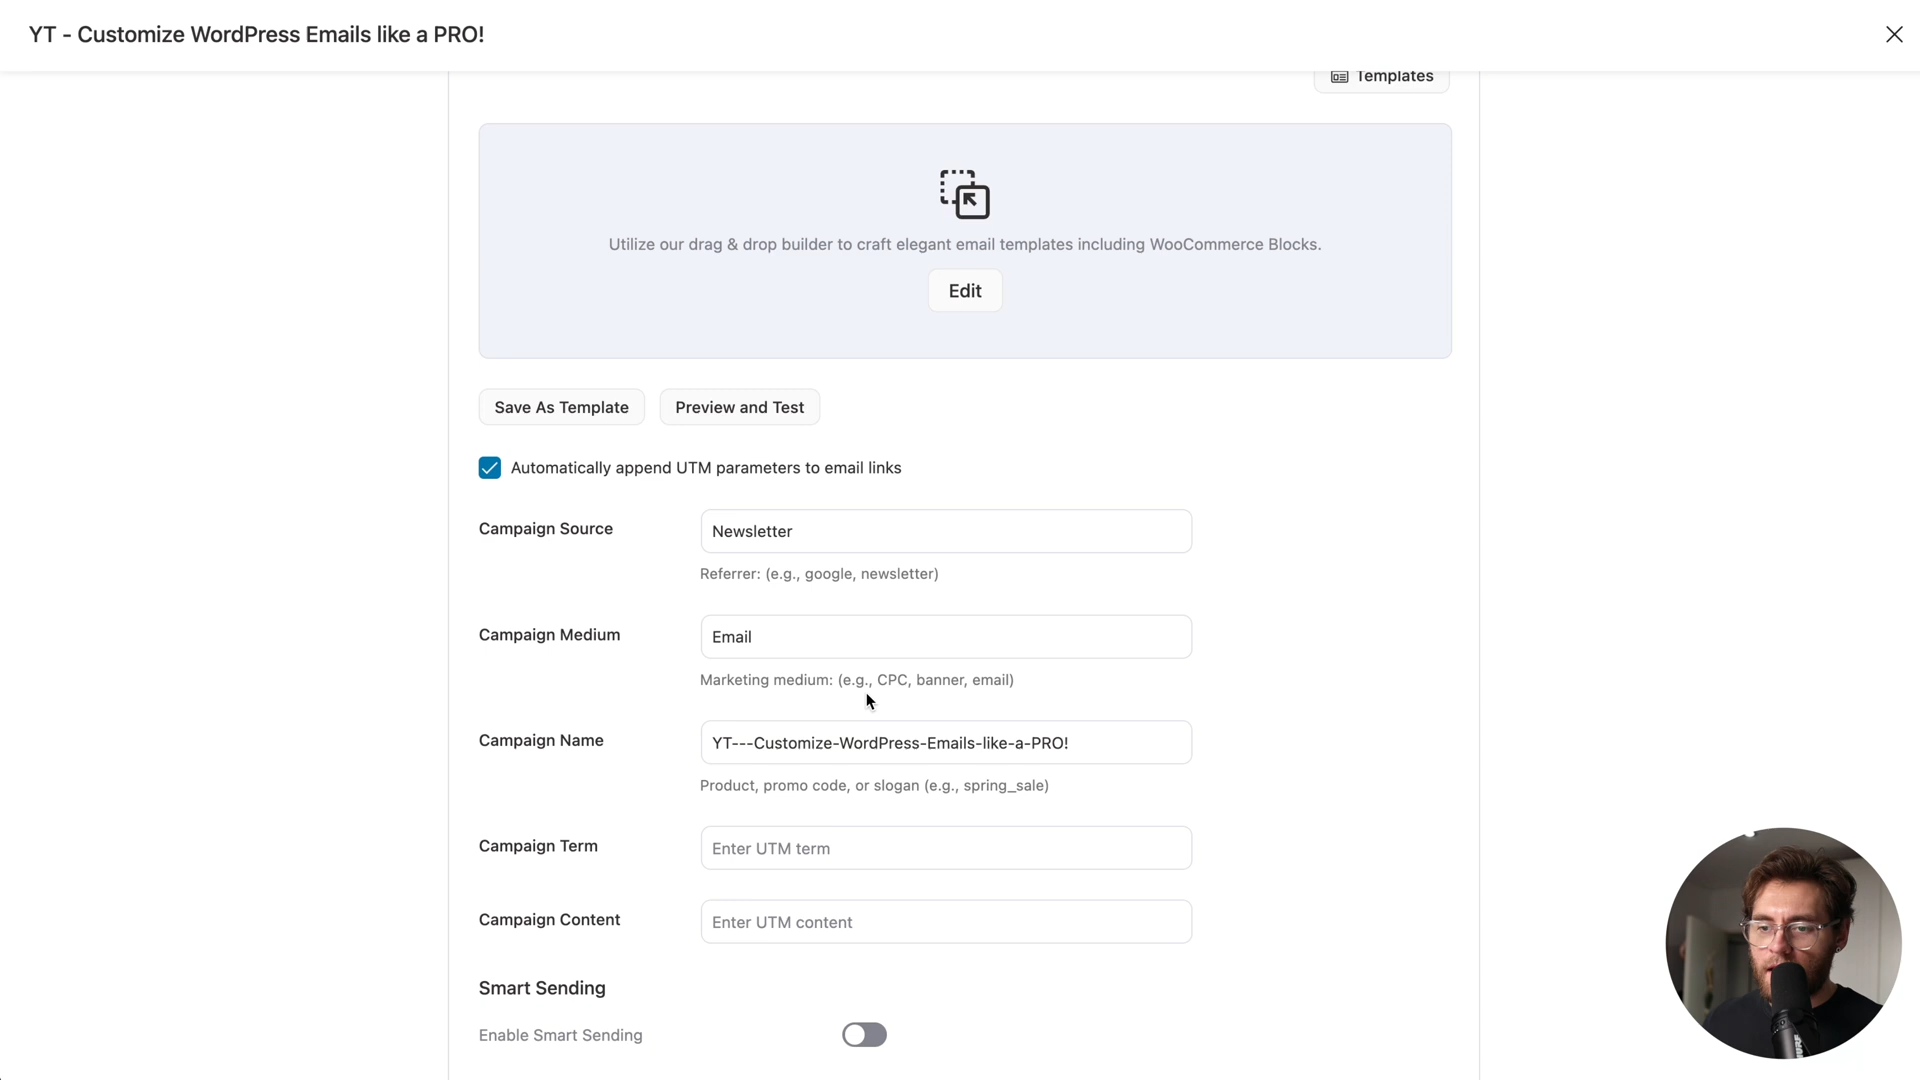 YT - Customize WordPress Emails like a PRO!
Templates
Utilize our drag & drop builder to craft elegant email templates including WooCommerce Blocks.
Edit
Save As Template
Preview and Test
Automatically append UTM parameters to email links
Campaign Source
Newsletter
Referrer: (e.g., google, newsletter)
Campaign Medium
Email
Marketing medium: (e.g., CPC, banner, email)
Campaign Name
YT---Customize-WordPress-Emails-like-a-PRO!
Product, promo code, or slogan (e.g., spring_sale)
Campaign Term
Enter UTM term
Campaign Content
Enter UTM content
Smart Sending
Enable Smart Sending